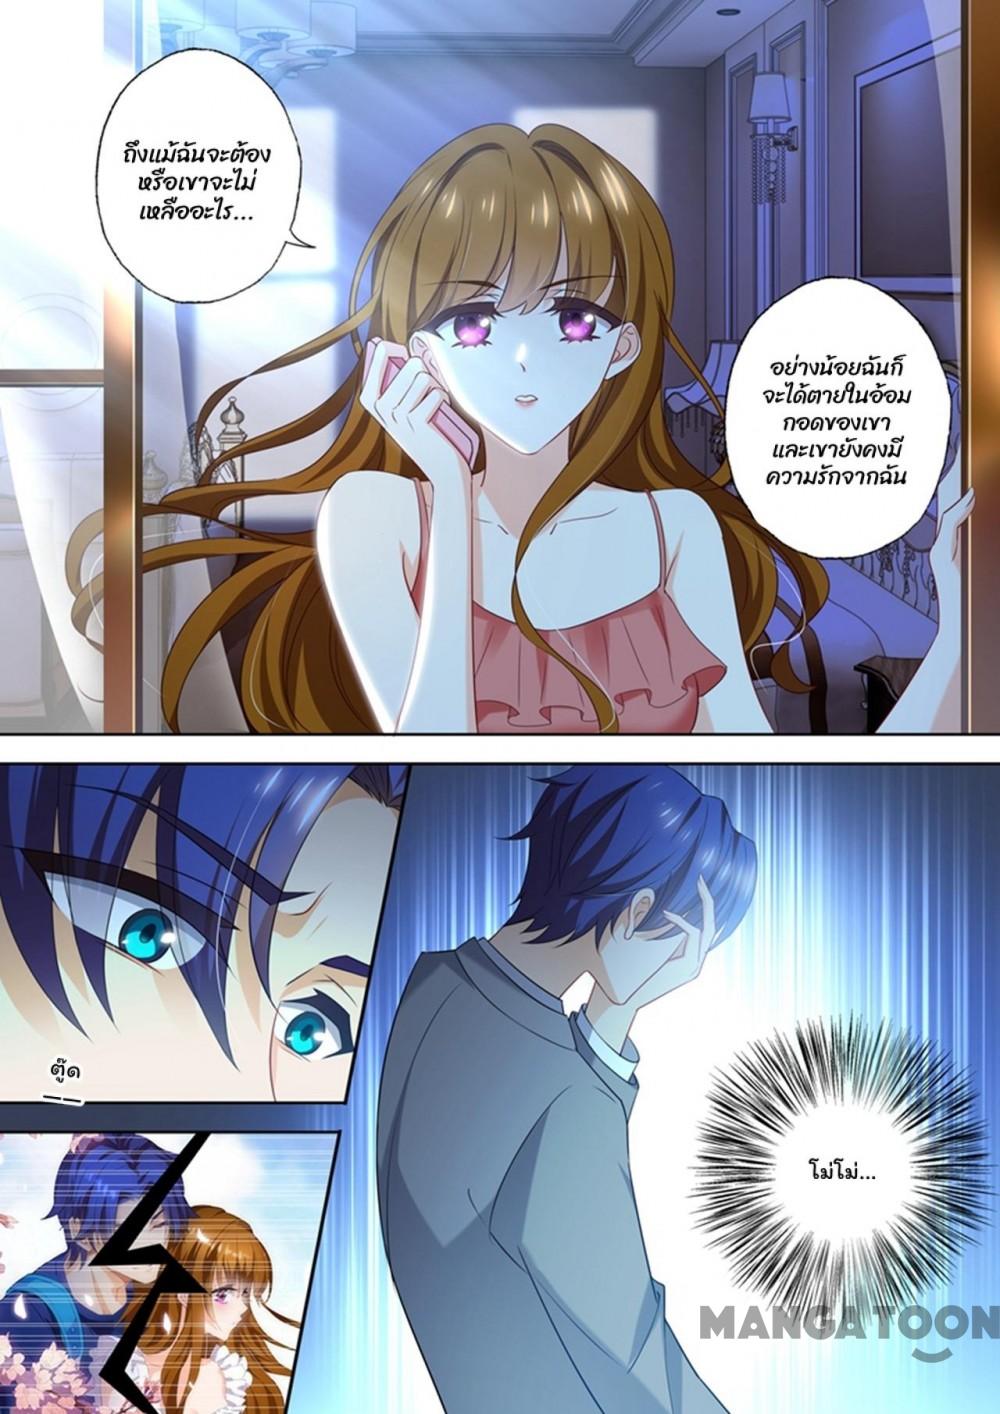 ถึงแม้ฉันจะต้อง
หรือเขาจะไม่
เหลืออะไร...
อย่างน้อยฉันก็
จะได้ตายในอ้อม
กอดของเขา
และเขายังคงมี
ความรักจากฉัน
ตู๊ด
——
โม่โม่...
MANGATOON